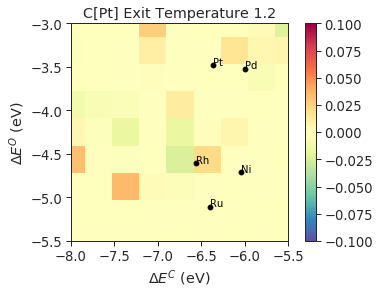 C[Pt] Exit Temperature 1.2
ΔE^O (eV)
−3.0
−3.5
−4.0
−4.5
−5.0
−5.5
Pt
Pd
Rh
Ni
Ru
−8.0 −7.5 −7.0 −6.5 −6.0 −5.5
ΔE^C (eV)
0.100
0.075
0.050
0.025
0.000
−0.025
−0.050
−0.075
−0.100